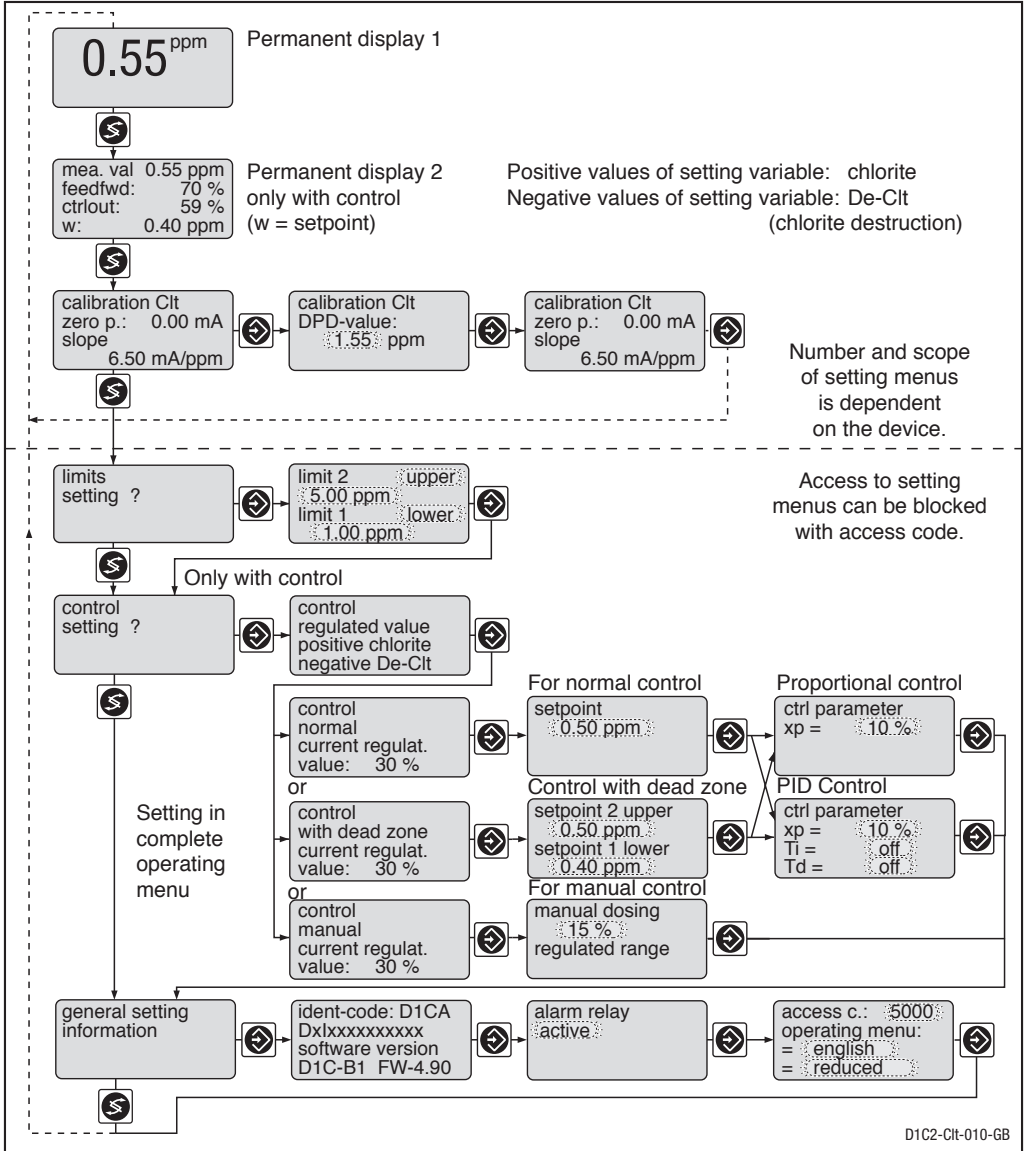 0.55 ppm
Permanent display 1
mea. val 0.55 ppm
feedfwd: 70 %
ctrlout: 59 %
w: 0.40 ppm
Permanent display 2
only with control
(w = setpoint)
Positive values of setting variable: chlorite
Negative values of setting variable: De-Clt
(chlorite destruction)
calibration Clt
zero p.: 0.00 mA
slope
6.50 mA/ppm
calibration Clt
DPD-value:
1.55 ppm
calibration Clt
zero p.: 0.00 mA
slope
6.50 mA/ppm
Number and scope
of setting menus
is dependent
on the device.
limits
setting ?
limit 2 upper
5.00 ppm
limit 1 lower
1.00 ppm
Access to setting
menus can be blocked
with access code.
Only with control
control
setting ?
control
regulated value
positive chlorite
negative De-Clt
control
normal
current regulat.
value: 30 %
For normal control
setpoint
0.50 ppm
Proportional control
ctrl parameter
xp = 10 %
or
control
with dead zone
current regulat.
value: 30 %
Control with dead zone
setpoint 2 upper
0.50 ppm
setpoint 1 lower
0.40 ppm
PID Control
ctrl parameter
xp = 10 %
Ti = off
Td = off
Setting in
complete
operating
menu
or
control
manual
current regulat.
value: 30 %
For manual control
manual dosing
15 %
regulated range
general setting
information
ident-code: D1CA
DxIxxxxxxxxxx
software version
D1C-B1 FW-4.90
alarm relay
active
access c.: 5000
operating menu:
= english
= reduced
D1C2-Clt-010-GB